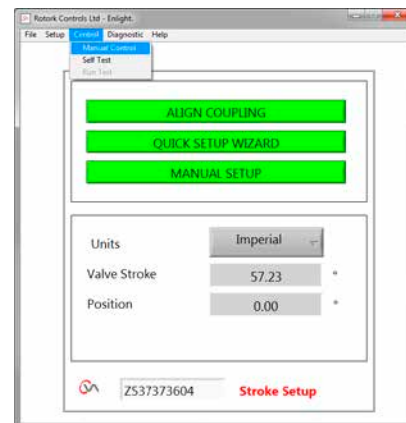 Rotork Controls Ltd - Enlight.
File Setup Control Diagnostic Help
Manual Control
Self Test
Run Test
ALIGN COUPLING
QUICK SETUP WIZARD
MANUAL SETUP
Units Imperial
Valve Stroke 57.23 °
Position 0.00 °
ZS37373604 Stroke Setup